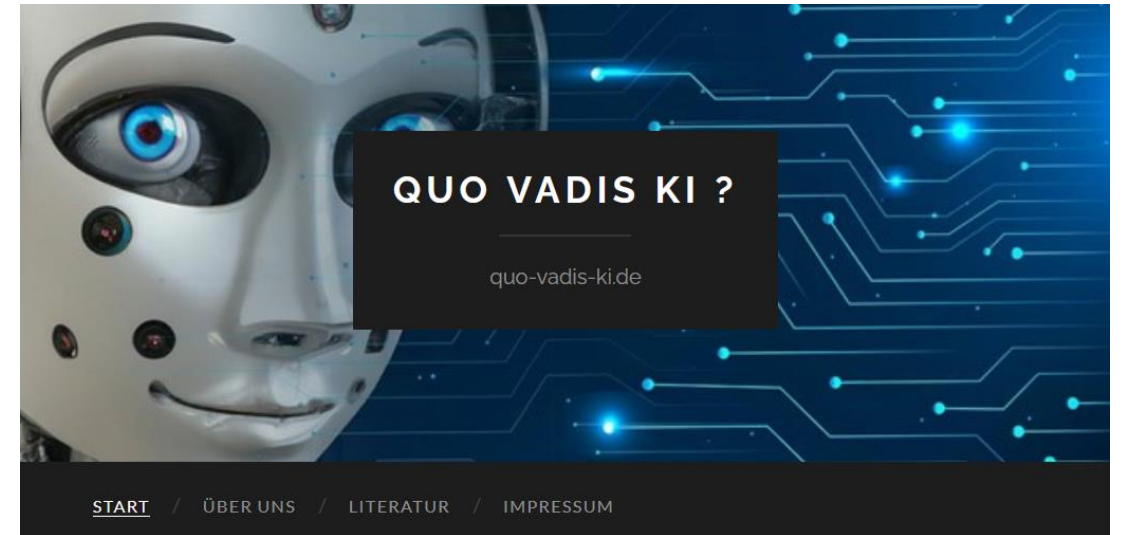 QUO VADIS KI ?
quo-vadis-ki.de
START / ÜBER UNS / LITERATUR / IMPRESSUM